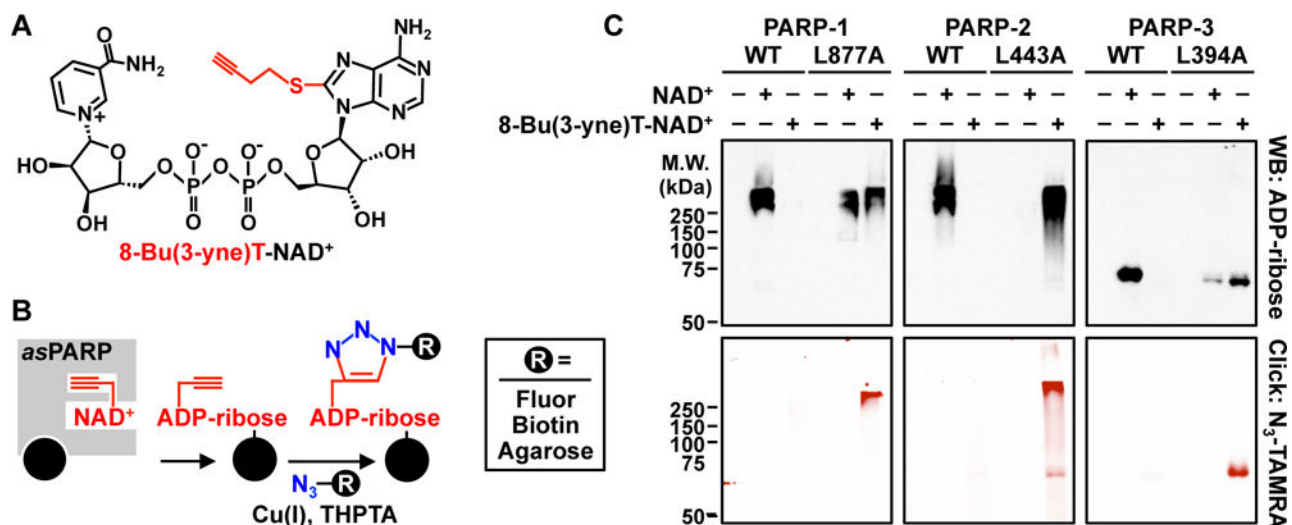 A
O
NH₂
N
+
O
HO
OH
O
O⁻
P
O
O
O⁻
P
O
O
O
OH
OH
S
N
N
N
N
NH₂
8-Bu(3-yne)T-NAD⁺
B
asPARP
NAD⁺
ADP-ribose
ADP-ribose
N
N
N
R
N₃ R
Cu(I), THPTA
R =
Fluor
Biotin
Agarose
C
PARP-1 PARP-2 PARP-3
WT L877A WT L443A WT L394A
NAD⁺ – + – – + – – + – – + – – + – – + –
8-Bu(3-yne)T-NAD⁺ – – + – – + – – + – – + – – + – – +
M.W.
(kDa)
250
150
100
75
50
WB: ADP-ribose
250
150
100
75
50
Click: N₃-TAMRA